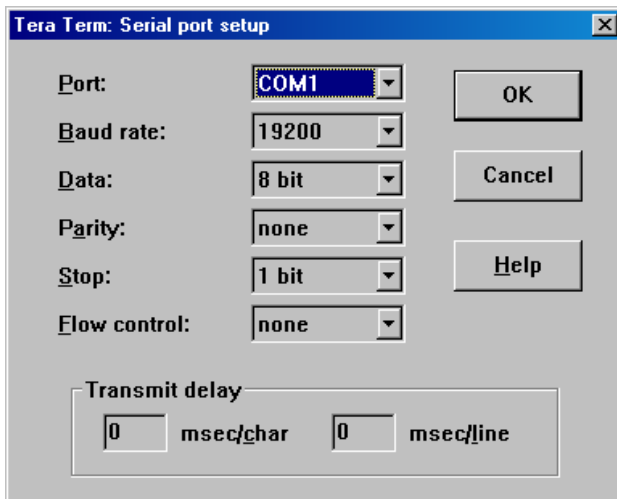 Tera Term: Serial port setup
Port: COM1
OK
Baud rate: 19200
Data: 8 bit
Cancel
Parity: none
Stop: 1 bit
Help
Flow control: none
Transmit delay
0 msec/char 0 msec/line